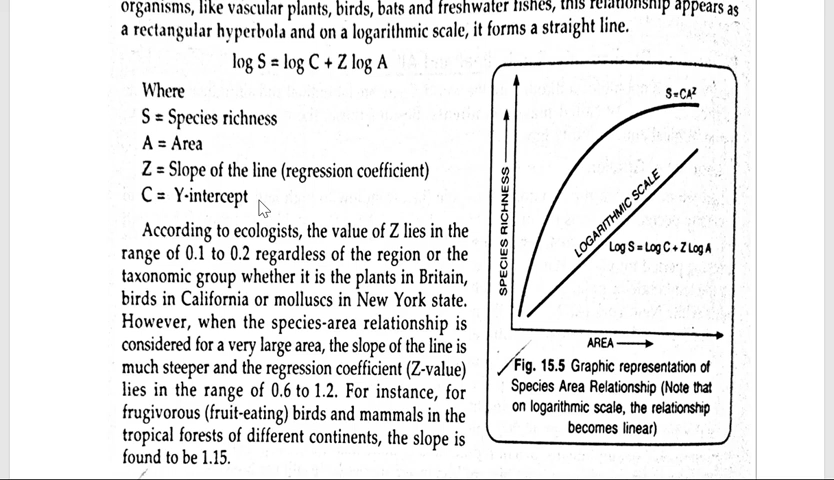 organisms, like vascular plants, birds, bats and freshwater fishes, this relationship appears as
a rectangular hyperbola and on a logarithmic scale, it forms a straight line.
log S = log C + Z log A
Where
S = Species richness
A = Area
Z = Slope of the line (regression coefficient)
C = Y-intercept
According to ecologists, the value of Z lies in the
range of 0.1 to 0.2 regardless of the region or the
taxonomic group whether it is the plants in Britain,
birds in California or molluscs in New York state.
However, when the species-area relationship is
considered for a very large area, the slope of the line is
much steeper and the regression coefficient (Z-value)
lies in the range of 0.6 to 1.2. For instance, for
frugivorous (fruit-eating) birds and mammals in the
tropical forests of different continents, the slope is
found to be 1.15.
S=CAᶻ
SPECIES RICHNESS
LOGARITHMIC SCALE
Log S = Log C + Z Log A
AREA
Fig. 15.5 Graphic representation of
Species Area Relationship (Note that
on logarithmic scale, the relationship
becomes linear)